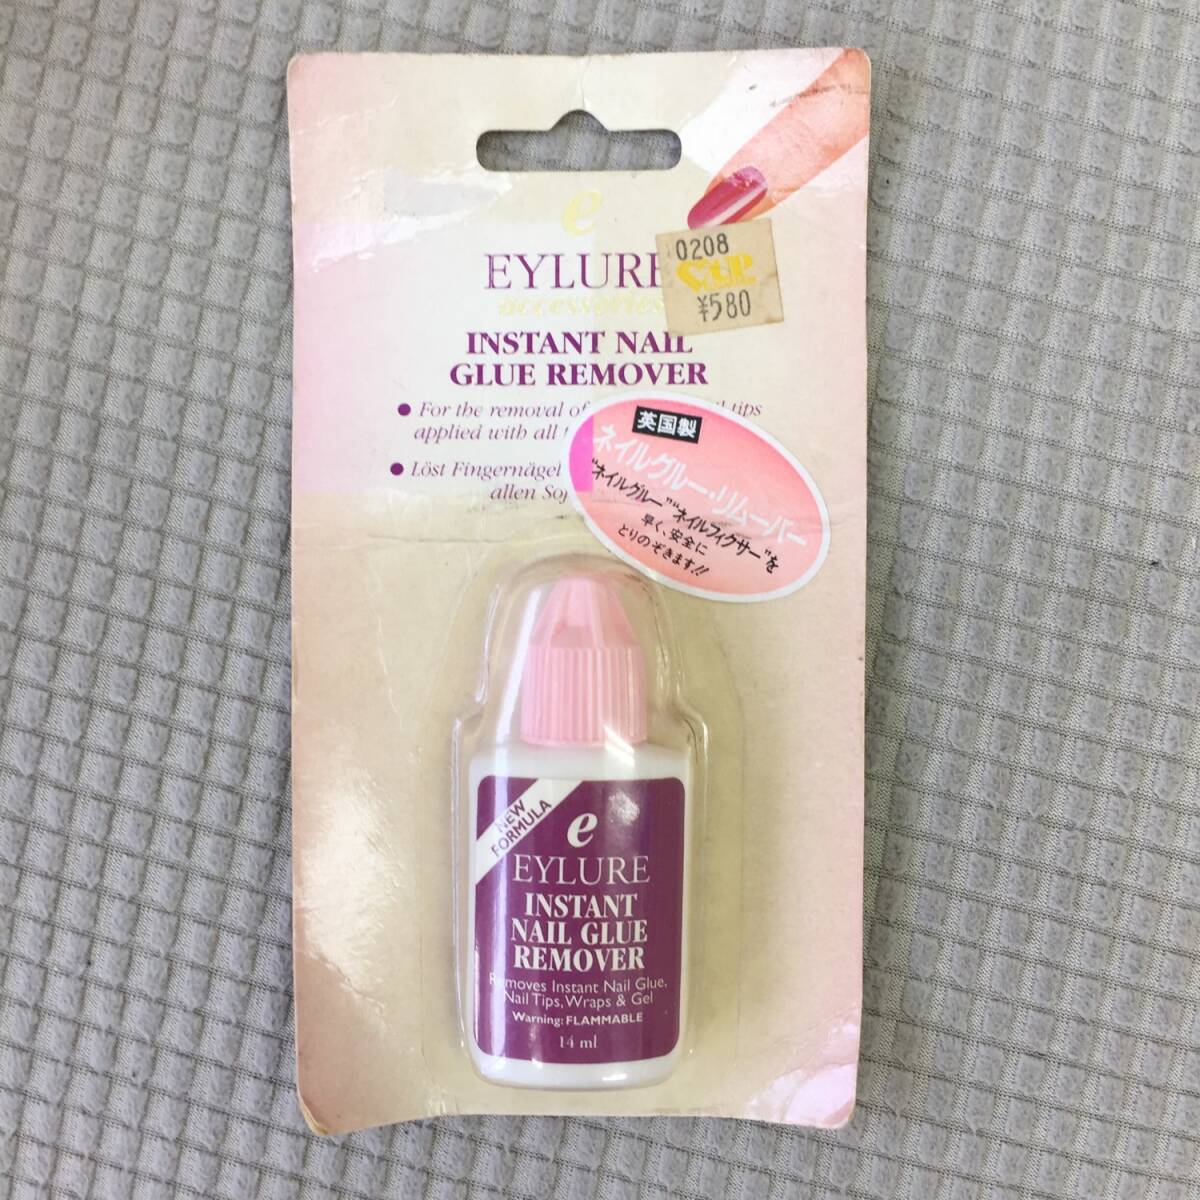 e
EYLURE
accessories
0208
¥580
INSTANT NAIL
GLUE REMOVER
• For the removal of tips
applied with all
• Löst Fingernägel
allen
英国製
ネイルグルー・リムーバー
"ネイルグルー""ネイルフィクサー"を
早く、安全に
とりのぞきます!!
NEW
FORMULA
e
EYLURE
INSTANT
NAIL GLUE
REMOVER
Removes Instant Nail Glue,
Nail Tips, Wraps & Gel
Warning: FLAMMABLE
14 ml